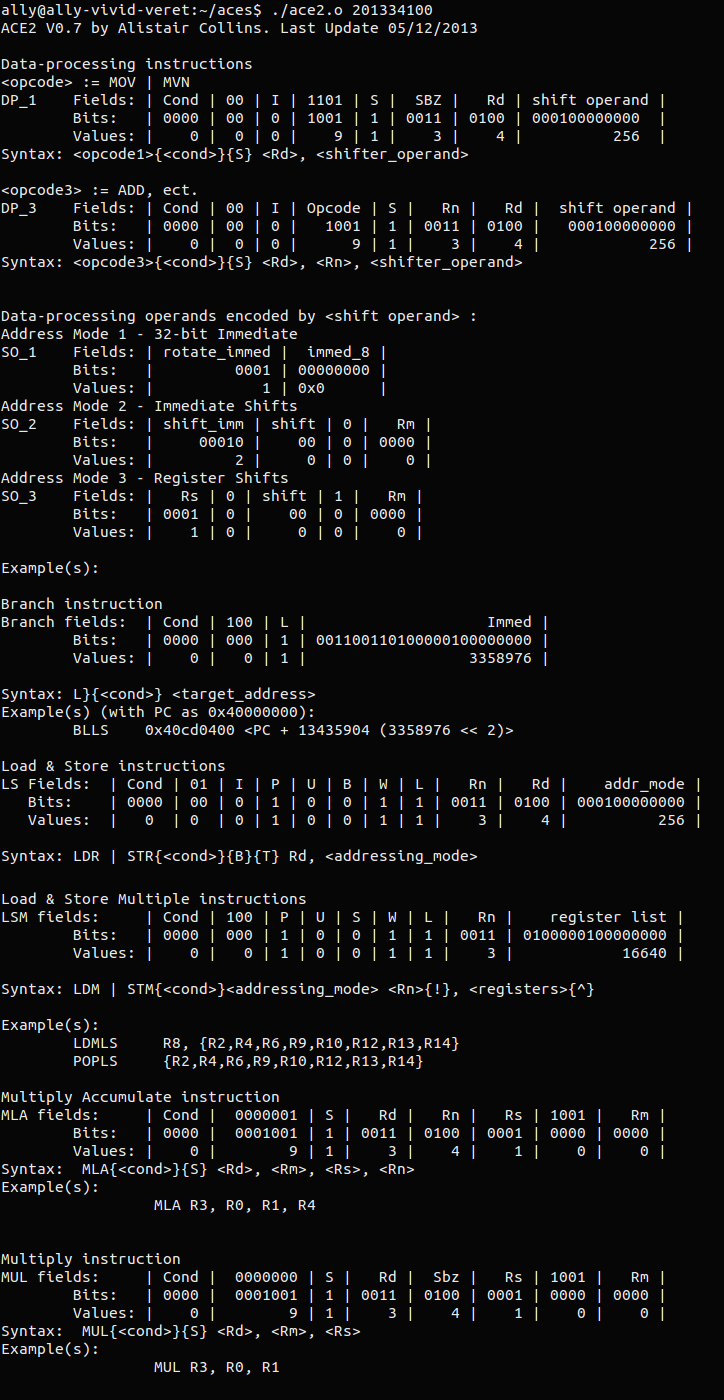 ally@ally-vivid-veret:~/aces$ ./ace2.o 201334100
ACE2 V0.7 by Alistair Collins. Last Update 05/12/2013

Data-processing instructions
<opcode> := MOV | MVN
DP_1    Fields: | Cond | 00 | I | 1101 | S |  SBZ |   Rd | shift operand |
        Bits:   | 0000 | 00 | 0 | 1001 | 1 | 0011 | 0100 | 000100000000  |
        Values: |    0 |  0 | 0 |    9 | 1 |    3 |    4 |          256  |
Syntax: <opcode1>{<cond>}{S} <Rd>, <shifter_operand>

<opcode3> := ADD, ect.
DP_3    Fields: | Cond | 00 | I | Opcode | S |   Rn |   Rd |  shift operand |
        Bits:   | 0000 | 00 | 0 |   1001 | 1 | 0011 | 0100 |   000100000000 |
        Values: |    0 |  0 | 0 |      9 | 1 |    3 |    4 |            256 |
Syntax: <opcode3>{<cond>}{S} <Rd>, <Rn>, <shifter_operand>


Data-processing operands encoded by <shift operand> :
Address Mode 1 - 32-bit Immediate
SO_1    Fields: | rotate_immed |  immed_8 |
        Bits:   |         0001 | 00000000 |
        Values: |            1 | 0x0      |
Address Mode 2 - Immediate Shifts
SO_2    Fields: | shift_imm | shift | 0 |   Rm |
        Bits:   |     00010 |    00 | 0 | 0000 |
        Values: |         2 |     0 | 0 |    0 |
Address Mode 3 - Register Shifts
SO_3    Fields: |   Rs | 0 | shift | 1 |   Rm |
        Bits:   | 0001 | 0 |    00 | 0 | 0000 |
        Values: |    1 | 0 |     0 | 0 |    0 |

Example(s):

Branch instruction
Branch fields:  | Cond | 100 | L |                    Immed |
        Bits:   | 0000 | 000 | 1 | 001100110100000100000000 |
        Values: |    0 |   0 | 1 |                  3358976 |

Syntax: L}{<cond>} <target_address>
Example(s) (with PC as 0x40000000):
        BLLS    0x40cd0400 <PC + 13435904 (3358976 << 2)>

Load & Store instructions
LS Fields:  | Cond | 01 | I | P | U | B | W | L |   Rn |   Rd |    addr_mode |
   Bits:    | 0000 | 00 | 0 | 1 | 0 | 0 | 1 | 1 | 0011 | 0100 | 000100000000 |
   Values:  |  0   | 0  | 0 | 1 | 0 | 0 | 1 | 1 |    3 |    4 |          256 |

Syntax: LDR | STR{<cond>}{B}{T} Rd, <addressing_mode>

Load & Store Multiple instructions
LSM fields:     | Cond | 100 | P | U | S | W | L |   Rn |    register list |
        Bits:   | 0000 | 000 | 1 | 0 | 0 | 1 | 1 | 0011 | 0100000100000000 |
        Values: |    0 |   0 | 1 | 0 | 0 | 1 | 1 |    3 |            16640 |

Syntax: LDM | STM{<cond>}<addressing_mode> <Rn>{!}, <registers>{^}

Example(s):
        LDMLS     R8, {R2,R4,R6,R9,R10,R12,R13,R14}
        POPLS     {R2,R4,R6,R9,R10,R12,R13,R14}

Multiply Accumulate instruction
MLA fields:     | Cond |  0000001 | S |   Rd |   Rn |   Rs | 1001 |   Rm |
        Bits:   | 0000 |  0001001 | 1 | 0011 | 0100 | 0001 | 0000 | 0000 |
        Values: |    0 |        9 | 1 |    3 |    4 |    1 |    0 |    0 |
Syntax:  MLA{<cond>}{S} <Rd>, <Rm>, <Rs>, <Rn>
Example(s):
                 MLA R3, R0, R1, R4


Multiply instruction
MUL fields:     | Cond |  0000000 | S |   Rd |  Sbz |   Rs | 1001 |   Rm |
        Bits:   | 0000 |  0001001 | 1 | 0011 | 0100 | 0001 | 0000 | 0000 |
        Values: |    0 |        9 | 1 |    3 |    4 |    1 |    0 |    0 |
Syntax:  MUL{<cond>}{S} <Rd>, <Rm>, <Rs>
Example(s):
                 MUL R3, R0, R1